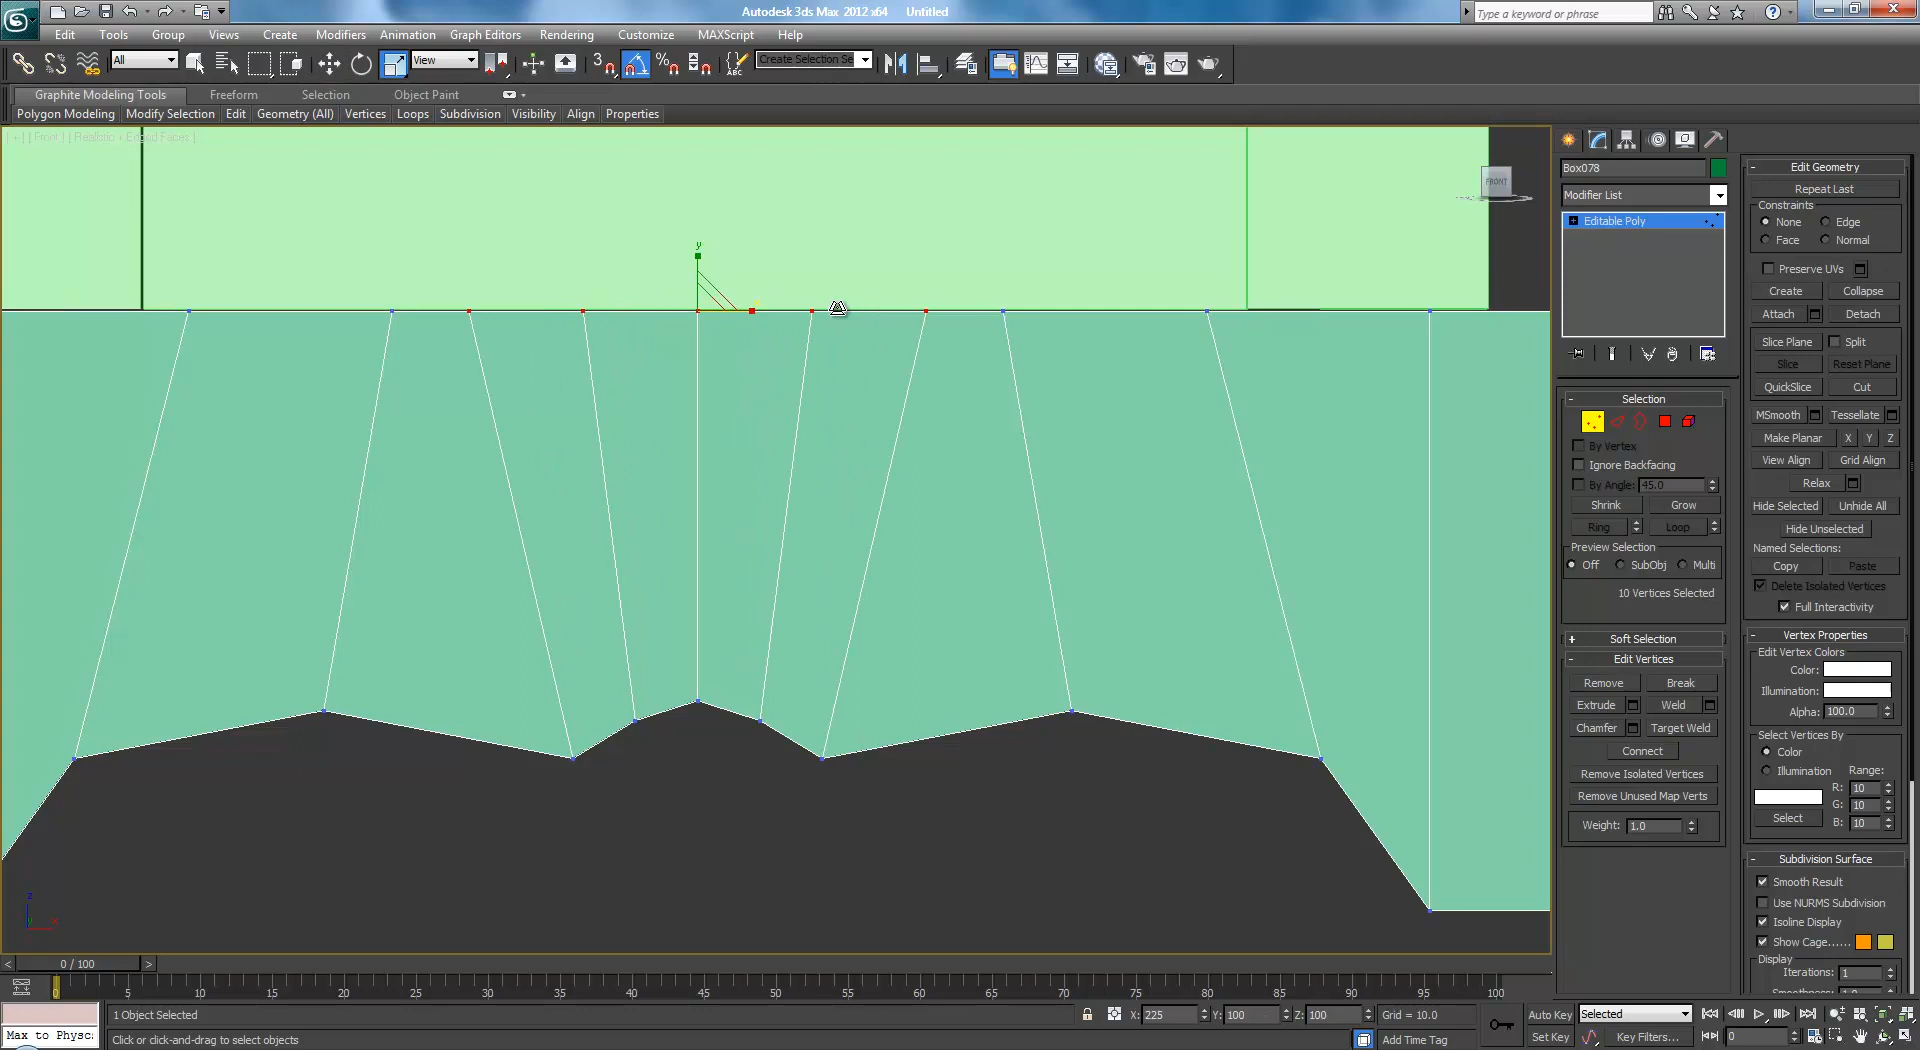 Autodesk 3ds Max 2012 x64 Untitled
Type a keyword or phrase
Edit Tools Group Views Create Modifiers Animation Graph Editors Rendering Customize MAXScript Help
All View 3 Create Selection Se
Graphite Modeling Tools Freeform Selection Object Paint
Polygon Modeling Modify Selection Edit Geometry (All) Vertices Loops Subdivision Visibility Align Properties
[ + ] [ Front ] [ Realistic + Edged Faces ]
FRONT
y
z
x
Box078
Modifier List
Editable Poly
Selection
By Vertex
Ignore Backfacing
By Angle: 45.0
Shrink Grow
Ring Loop
Preview Selection
Off SubObj Multi
10 Vertices Selected
Soft Selection
Edit Vertices
Remove Break
Extrude Weld
Chamfer Target Weld
Connect
Remove Isolated Vertices
Remove Unused Map Verts
Weight: 1.0
Edit Geometry
Repeat Last
Constraints
None Edge
Face Normal
Preserve UVs
Create Collapse
Attach Detach
Slice Plane Split
Slice Reset Plane
QuickSlice Cut
MSmooth Tessellate
Make Planar X Y Z
View Align Grid Align
Relax
Hide Selected Unhide All
Hide Unselected
Named Selections:
Copy Paste
Delete Isolated Vertices
Full Interactivity
Vertex Properties
Edit Vertex Colors
Color:
Illumination:
Alpha: 100.0
Select Vertices By
Color
Illumination Range:
R: 10
G: 10
B: 10
Select
Subdivision Surface
Smooth Result
Use NURMS Subdivision
Isoline Display
Show Cage......
Display
Iterations: 1
< 0 / 100 >
0 5 10 15 20 25 30 35 40 45 50 55 60 65 70 75 80 85 90 95 100
1 Object Selected X: 225 Y: 100 Z: 100 Grid = 10.0 Auto Key Selected
Max to Physc Click or click-and-drag to select objects Add Time Tag Set Key Key Filters... 0